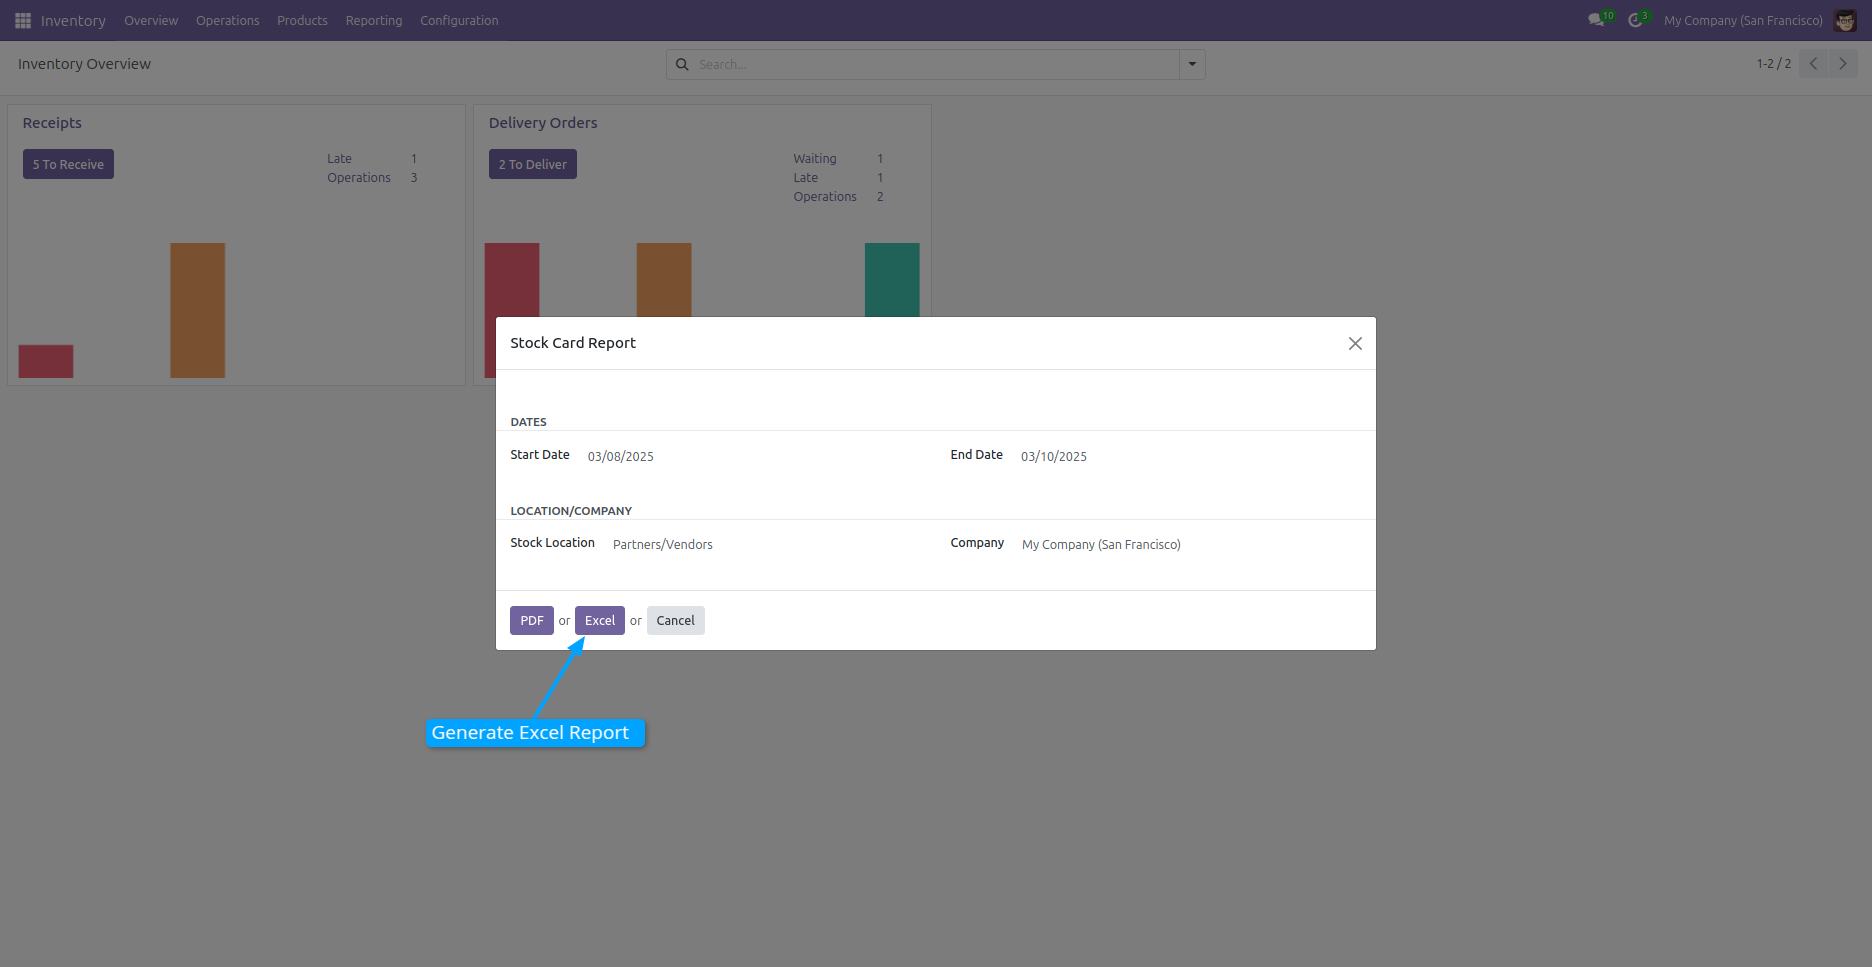 Inventory Overview Operations Products Reporting Configuration 10 3 My Company (San Francisco)
Inventory Overview Search... 1-2 / 2
Receipts
5 To Receive
Late 1
Operations 3
Delivery Orders
2 To Deliver
Waiting 1
Late 1
Operations 2
Stock Card Report
DATES
Start Date 03/08/2025 End Date 03/10/2025
LOCATION/COMPANY
Stock Location Partners/Vendors Company My Company (San Francisco)
PDF or Excel or Cancel
Generate Excel Report